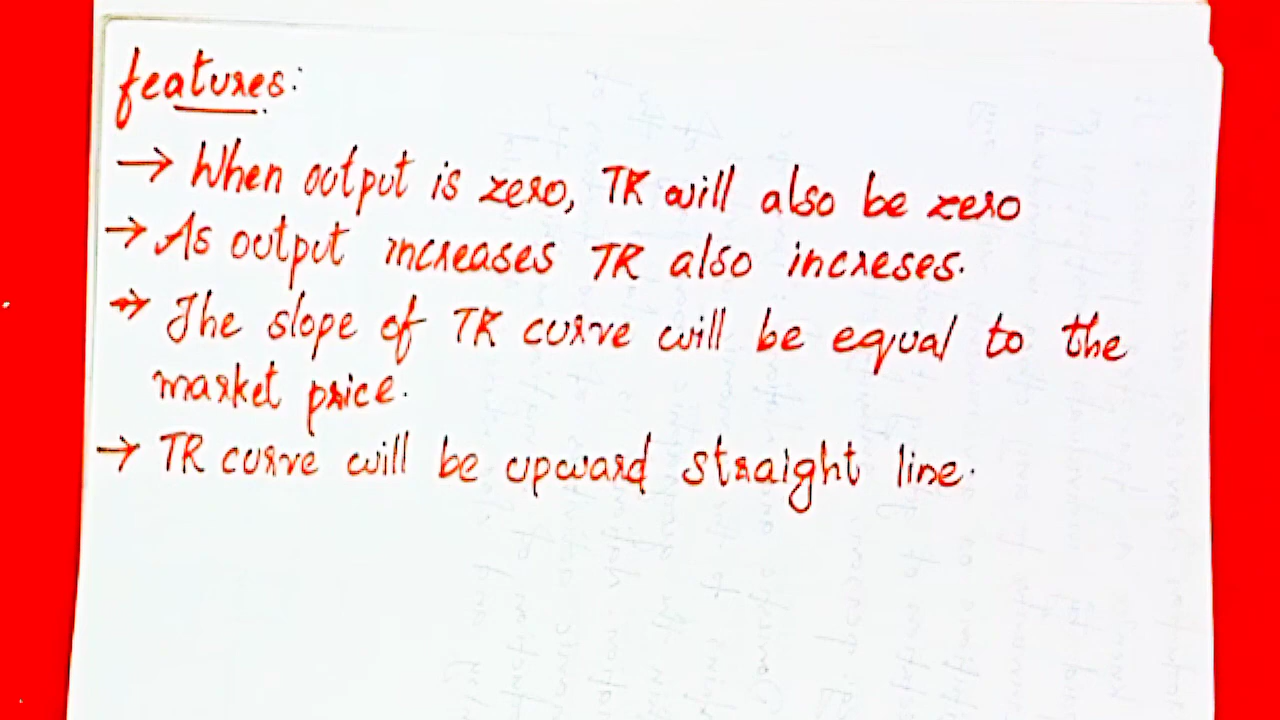 features:
→ When output is zero, TR will also be zero
→ As output increases TR also increses.
→ The slope of TR curve will be equal to the
market price.
→ TR curve will be upward straight line.